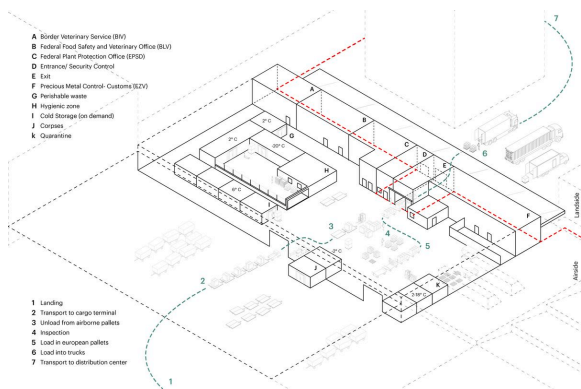 A Border Veterinary Service (BIV)
B Federal Food Safety and Veterinary Office (BLV)
C Federal Plant Protection Office (EPSD)
D Entrance/ Security Control
E Exit
F Precious Metal Control- Customs (EZV)
G Perishable waste
H Hygienic zone
I Cold Storage (on demand)
J Corpses
k Quarantine
7
A
B
C
D
E
6
2° C
G
2° C
-20° C
H
6° C
I
F
Landside
3
4
5
2
J
K
2-18° C
Airside
1 Landing
2 Transport to cargo terminal
3 Unload from airborne pallets
4 Inspection
5 Load in european pallets
6 Load into trucks
7 Transport to distribution center
1